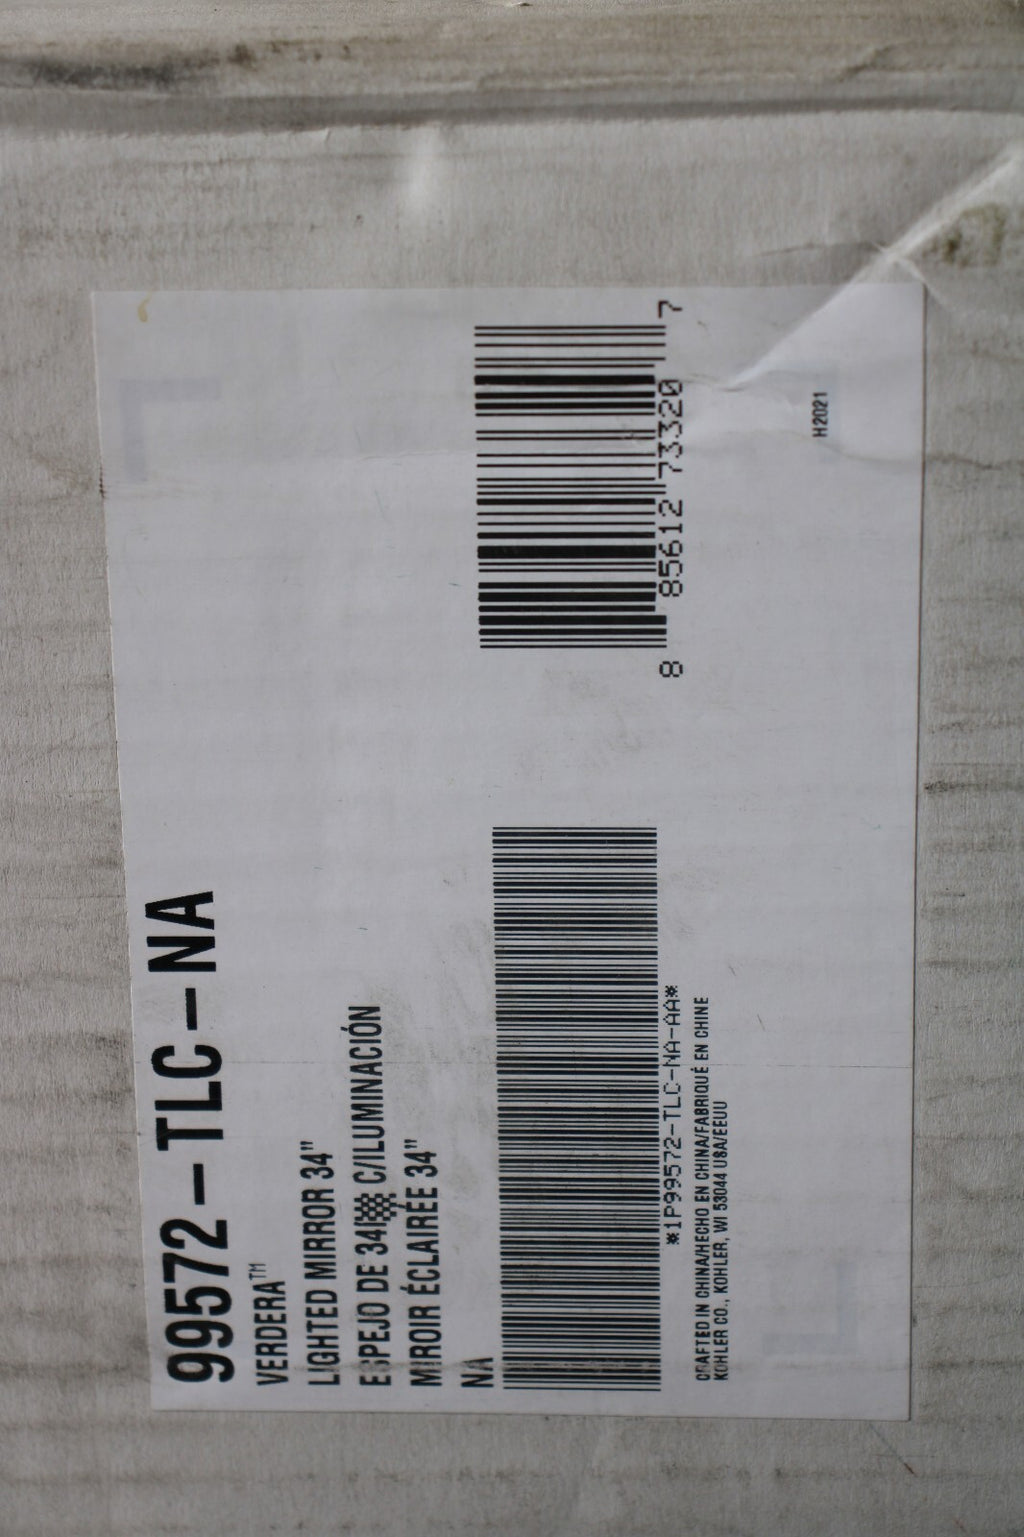 99572-TLC-NA
VERDERA™
LIGHTED MIRROR 34"
ESPEJO DE 34 C/ILUMINACIÓN
MIROIR ÉCLAIRÉE 34"
NA
*1P99572-TLC-NA-AA*
CRAFTED IN CHINA/HECHO EN CHINA/FABRIQUÉ EN CHINE
KOHLER CO., KOHLER, WI 53044 USA/EEUU
8 85612 73320 7
H2021